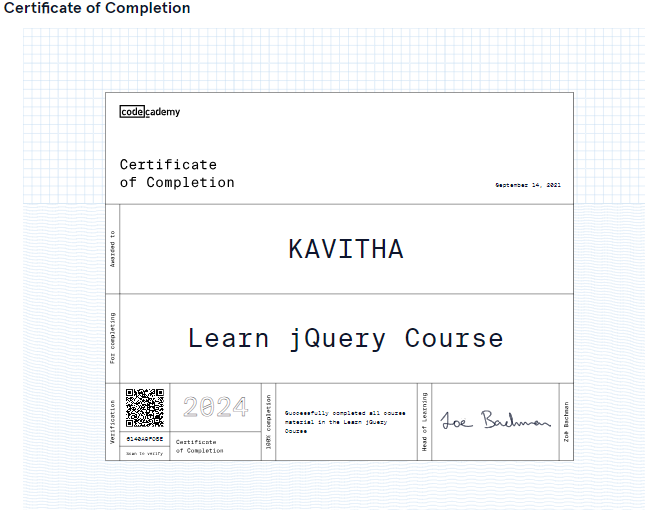 Certificate of Completion
codecademy
Certificate
of Completion
September 14, 2021
Awarded to
KAVITHA
For completing
Learn jQuery Course
Verification
Scan to verify
2024
Certificate
of Completion
100% completion
Successfully completed all course
material in the Learn jQuery
Course
Head of Learning
Zoë Bachman
Zoë Bachman